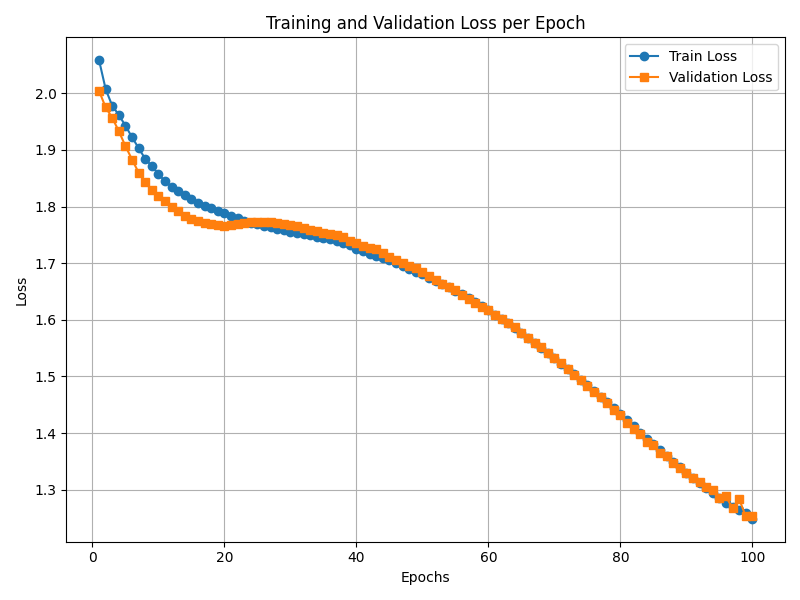 Training and Validation Loss per Epoch
Train Loss
Validation Loss
2.0
1.9
1.8
1.7
1.6
1.5
1.4
1.3
Loss
0 20 40 60 80 100
Epochs